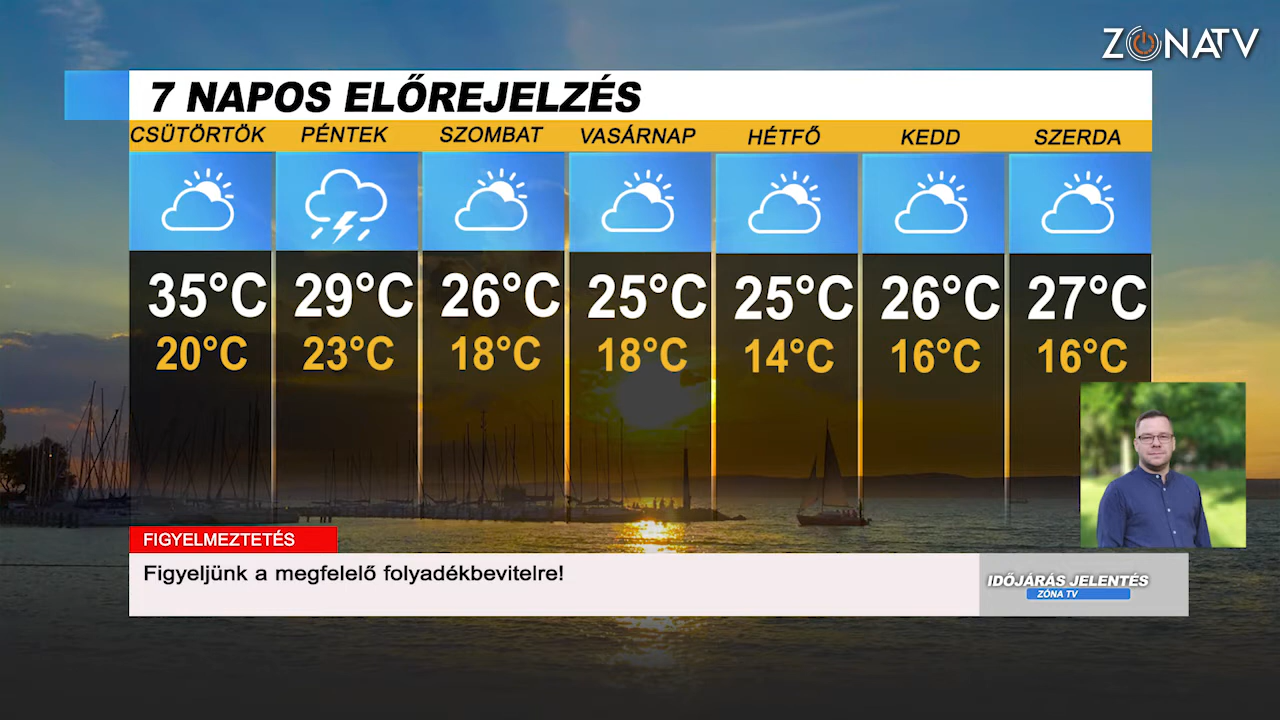 ZONATV
7 NAPOS ELŐREJELZÉS
CSÜTÖRTÖK PÉNTEK SZOMBAT VASÁRNAP HÉTFŐ KEDD SZERDA
35°C 29°C 26°C 25°C 25°C 26°C 27°C
20°C 23°C 18°C 18°C 14°C 16°C 16°C
FIGYELMEZTETÉS
Figyeljünk a megfelelő folyadékbevitelre!
IDŐJÁRÁS JELENTÉS
ZÓNA TV